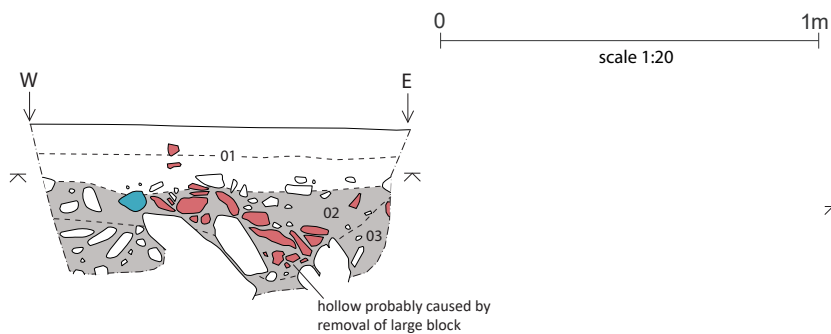 0 1m
scale 1:20
W E
01
02
03
hollow probably caused by
removal of large block